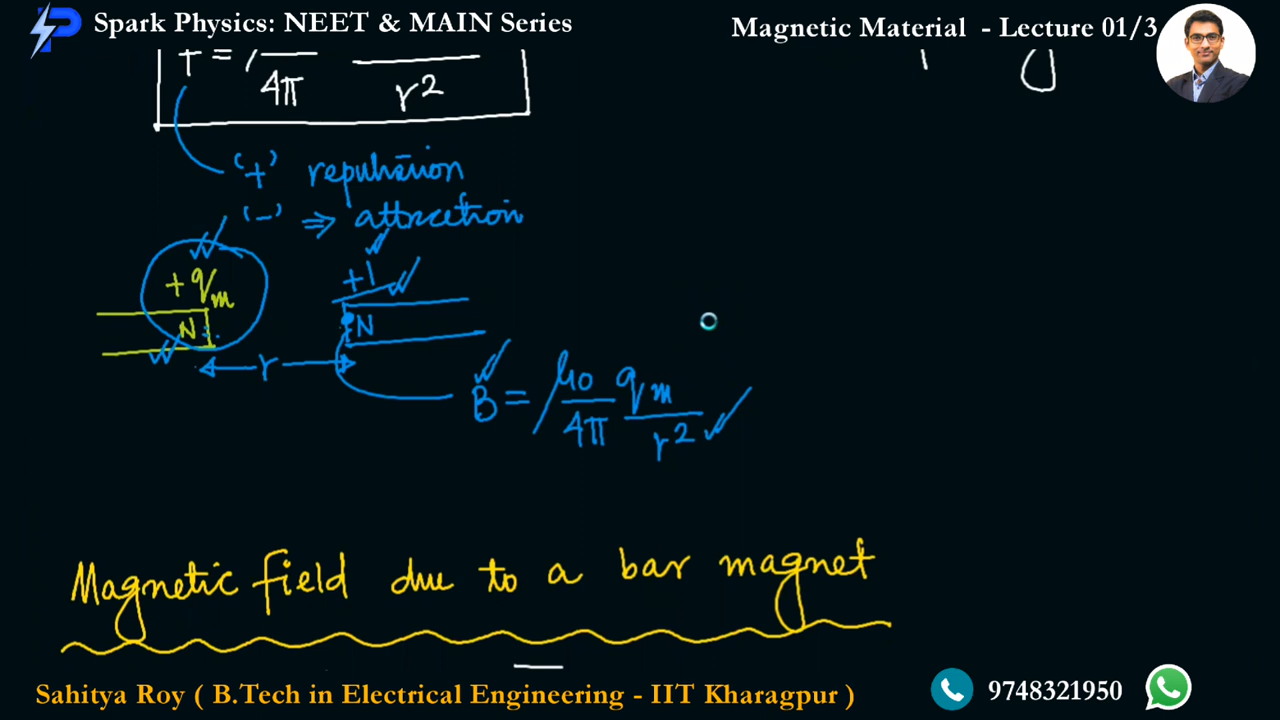 Spark Physics: NEET & MAIN Series
Magnetic Material - Lecture 01/3
F = / 4π r²
'+' repulsion
'-' ⇒ attraction
+qm
+1
N
N
r
B = μ0/4π qm/r²
Magnetic field due to a bar magnet
Sahitya Roy ( B.Tech in Electrical Engineering - IIT Kharagpur )
9748321950